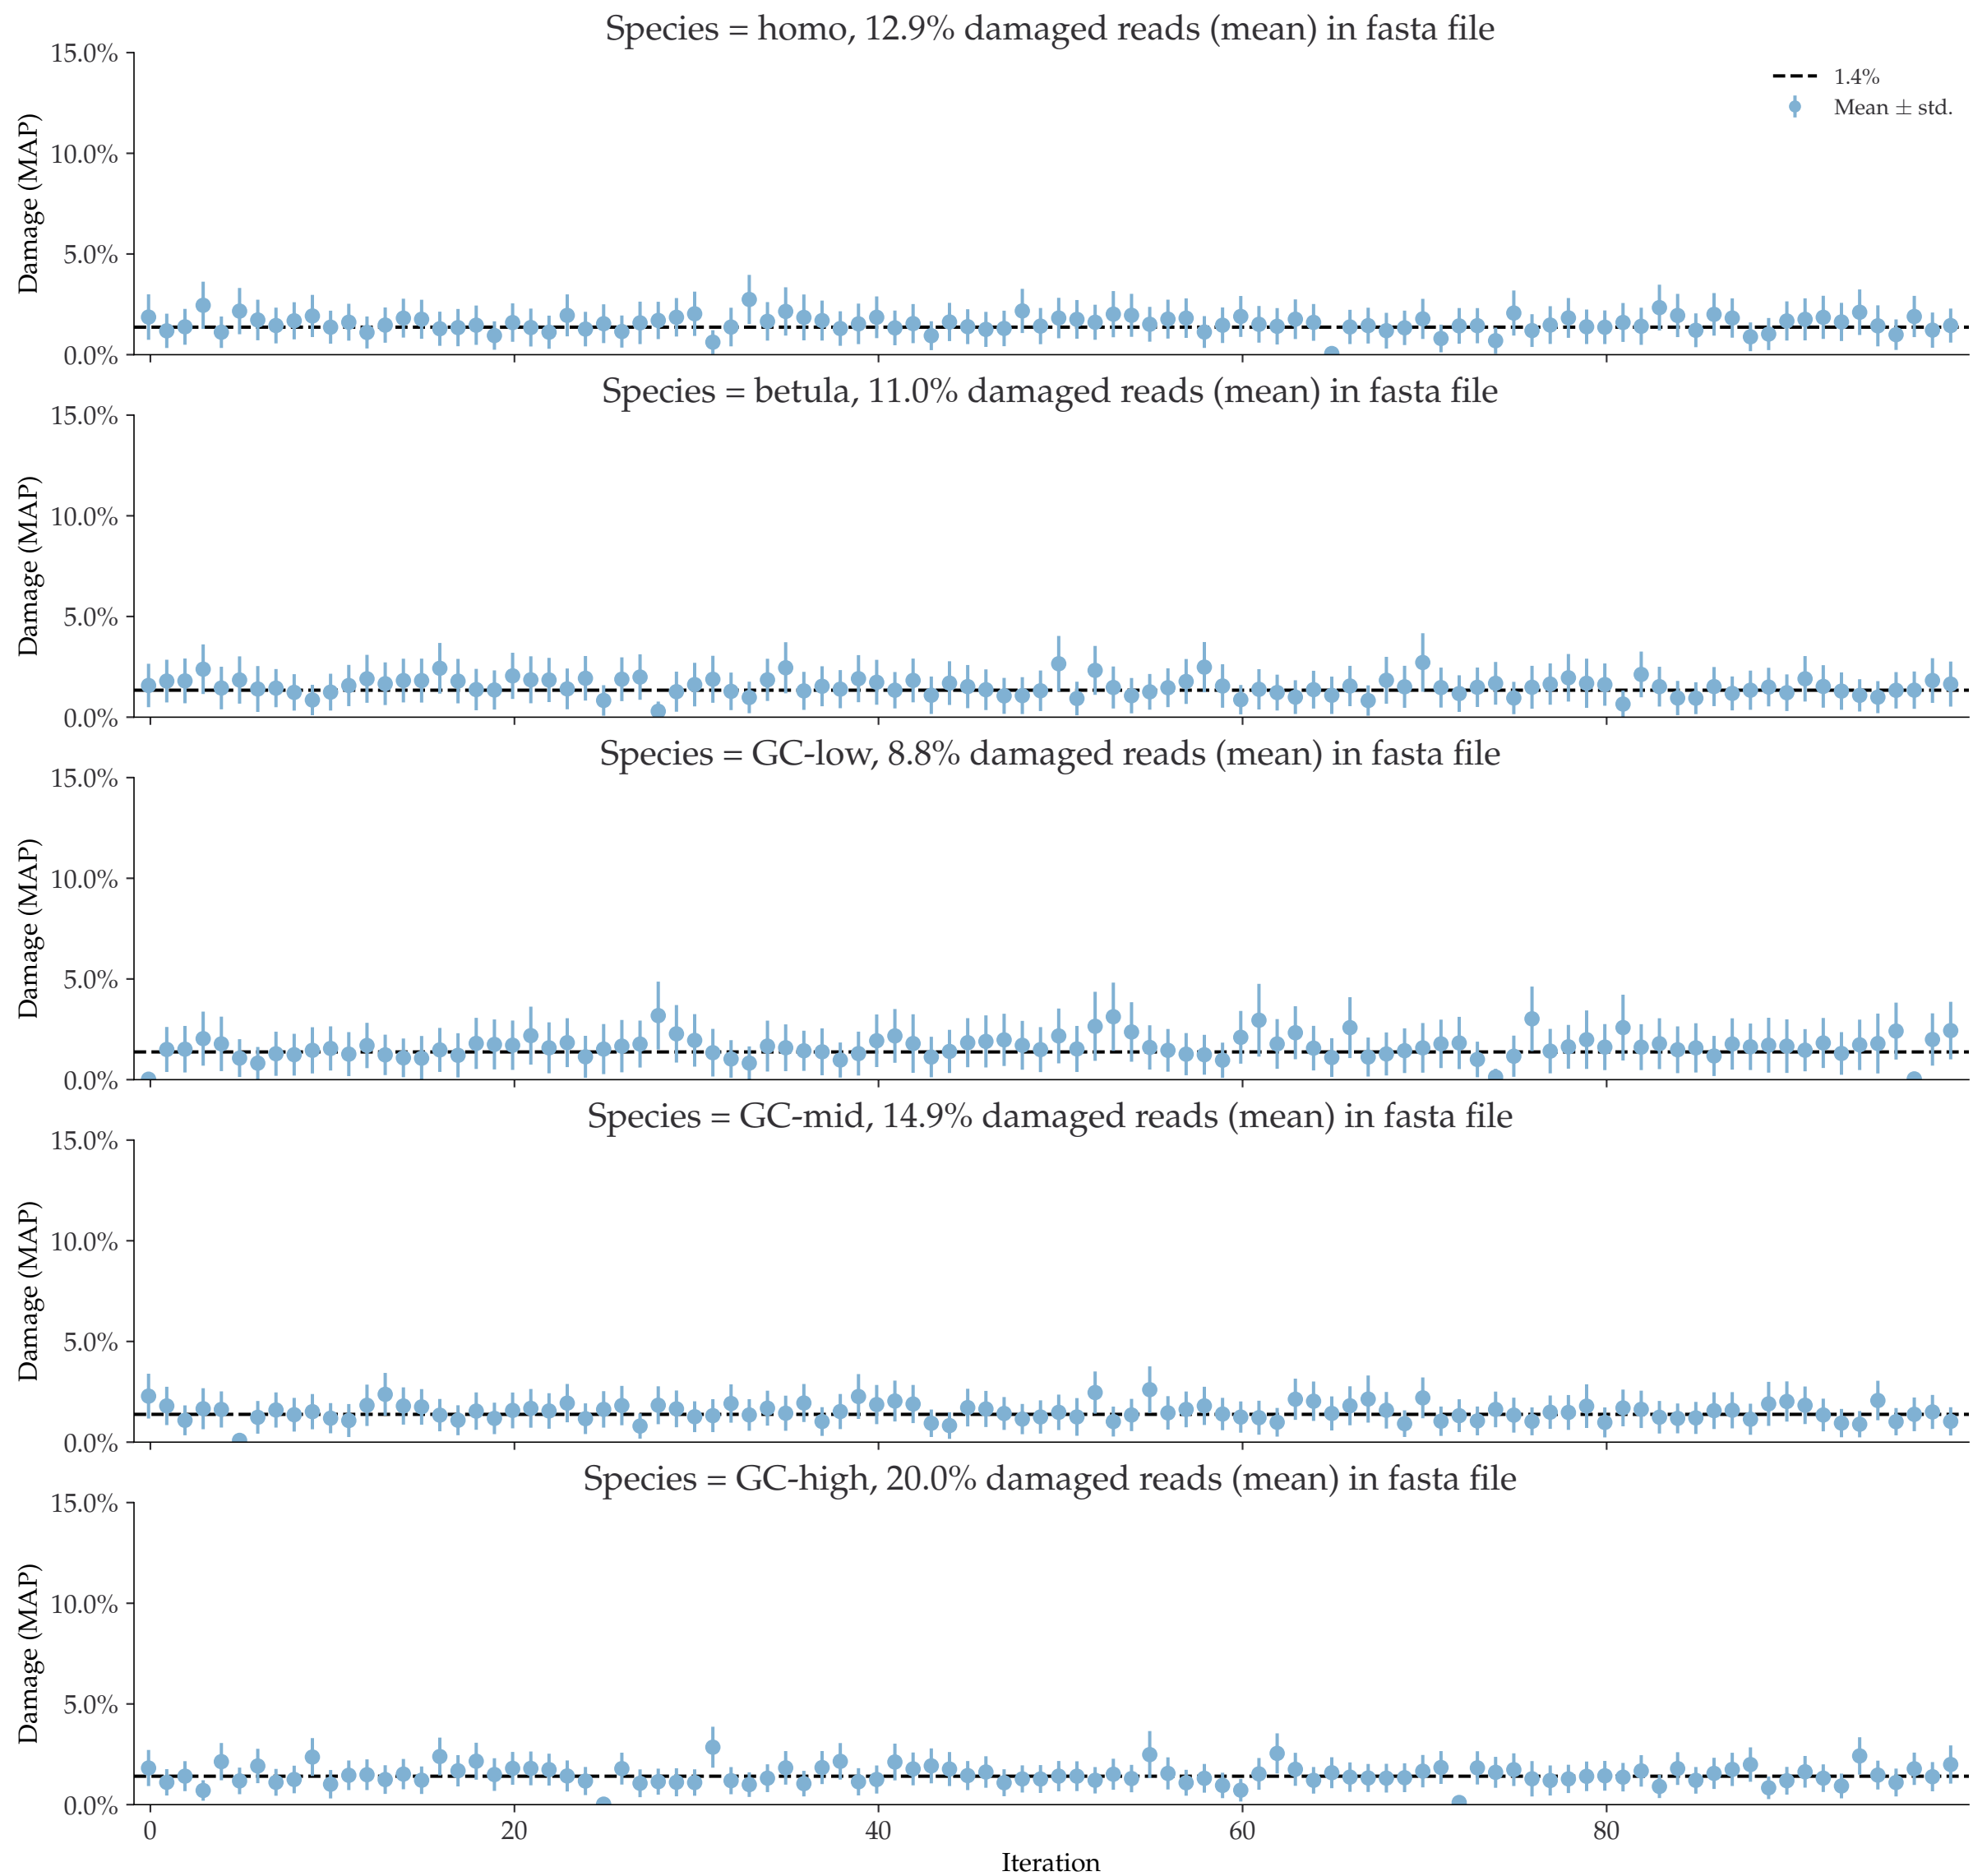 Species = homo, 12.9% damaged reads (mean) in fasta file
15.0%
10.0%
5.0%
0.0%
Damage (MAP)
1.4%
Mean ± std.
Species = betula, 11.0% damaged reads (mean) in fasta file
15.0%
10.0%
5.0%
0.0%
Damage (MAP)
Species = GC-low, 8.8% damaged reads (mean) in fasta file
15.0%
10.0%
5.0%
0.0%
Damage (MAP)
Species = GC-mid, 14.9% damaged reads (mean) in fasta file
15.0%
10.0%
5.0%
0.0%
Damage (MAP)
Species = GC-high, 20.0% damaged reads (mean) in fasta file
15.0%
10.0%
5.0%
0.0%
Damage (MAP)
0 20 40 60 80
Iteration